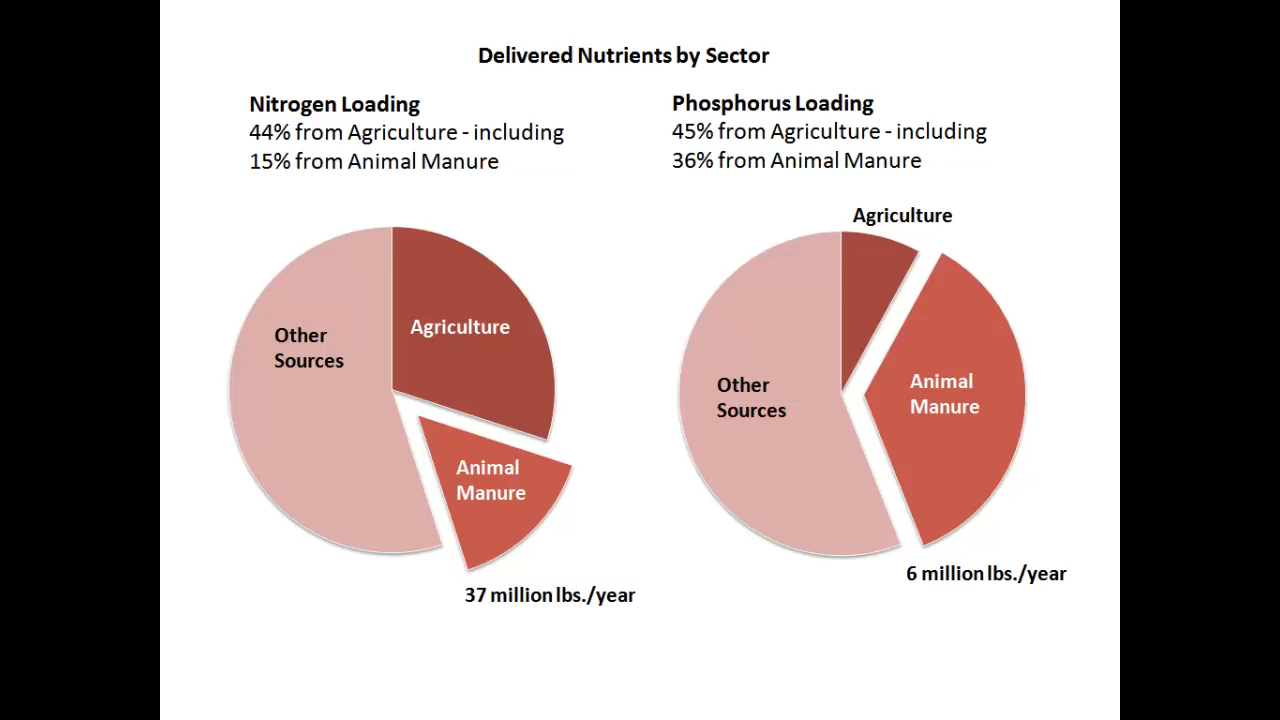 Delivered Nutrients by Sector
Nitrogen Loading
44% from Agriculture - including
15% from Animal Manure
Phosphorus Loading
45% from Agriculture - including
36% from Animal Manure
Other
Sources
Agriculture
Animal
Manure
37 million lbs./year
Agriculture
Other
Sources
Animal
Manure
6 million lbs./year